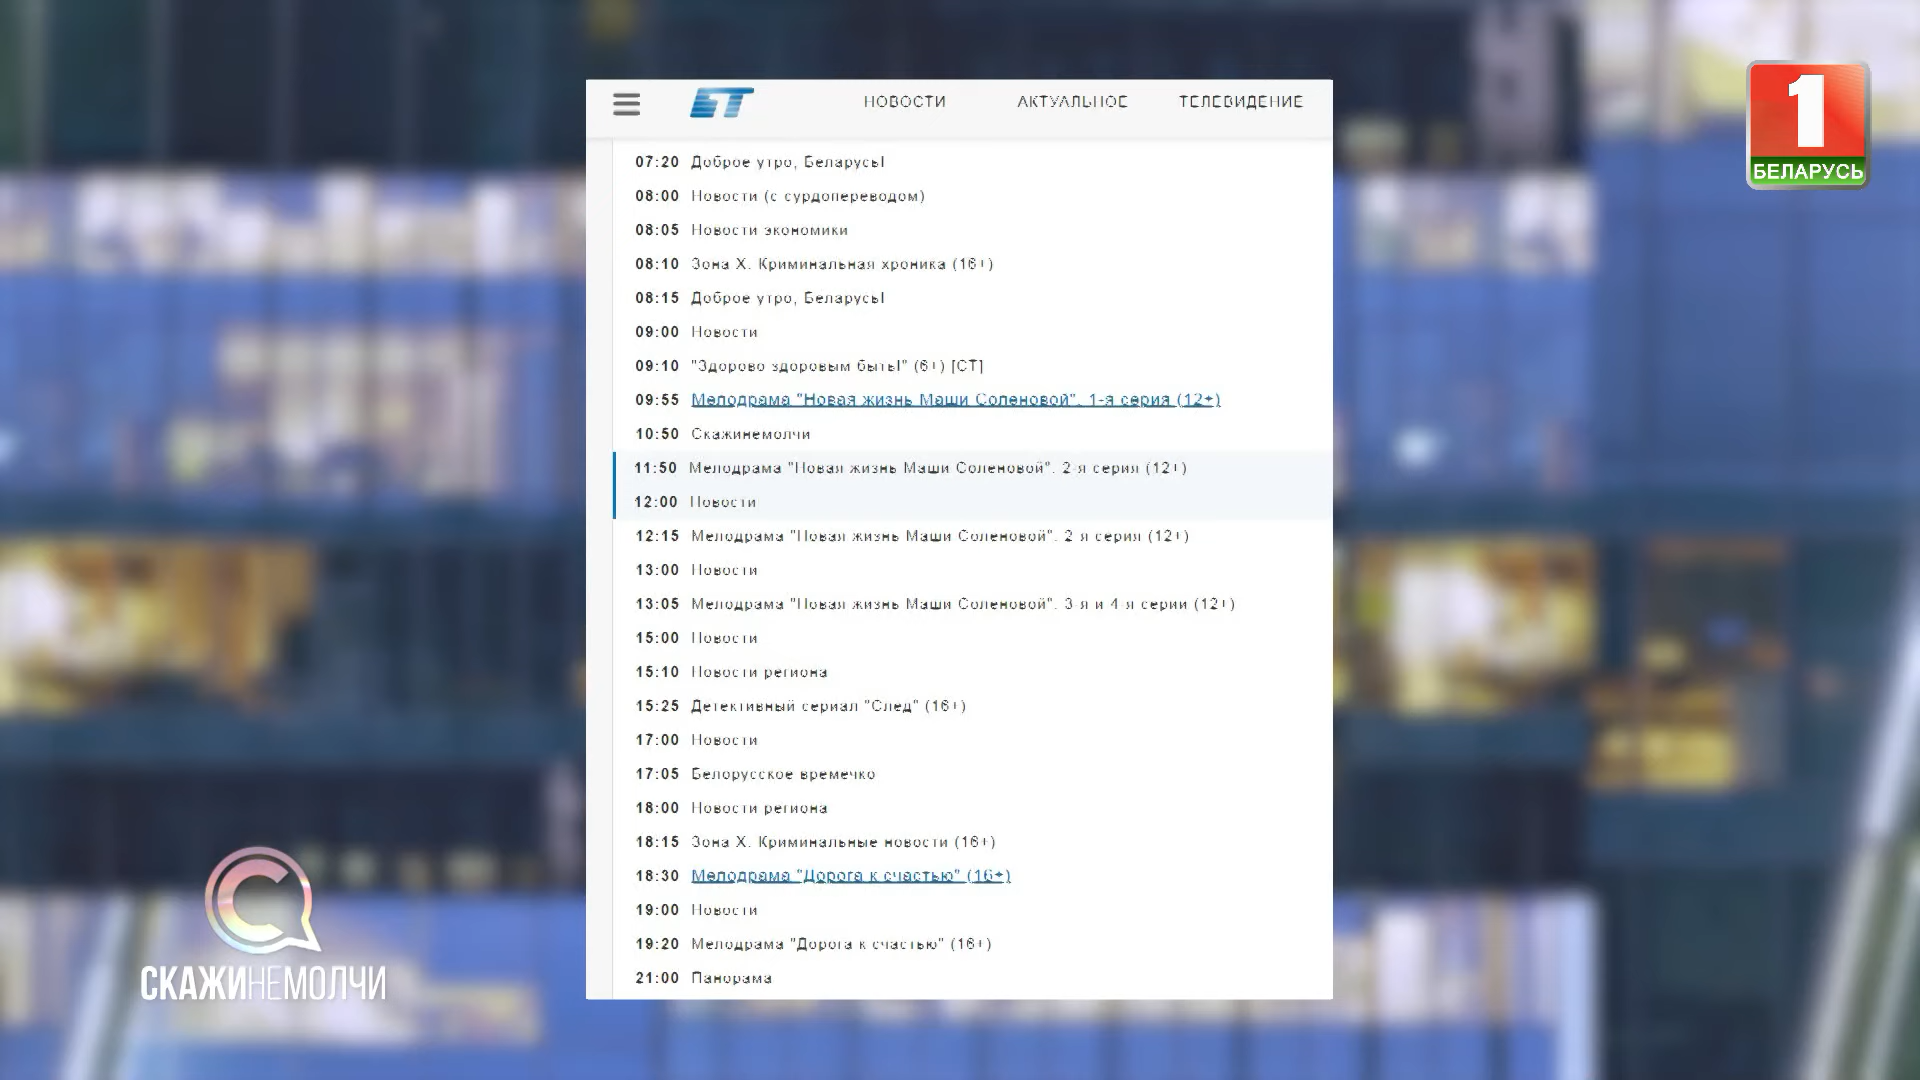 БТ НОВОСТИ АКТУАЛЬНОЕ ТЕЛЕВИДЕНИЕ
1
БЕЛАРУСЬ
07:20 Доброе утро, Беларусь!
08:00 Новости (с сурдопереводом)
08:05 Новости экономики
08:10 Зона Х. Криминальная хроника (16+)
08:15 Доброе утро, Беларусь!
09:00 Новости
09:10 "Здорово здоровым быть!" (6+) [СТ]
09:55 Мелодрама "Новая жизнь Маши Соленовой". 1-я серия (12+)
10:50 Скажинемолчи
11:50 Мелодрама "Новая жизнь Маши Соленовой". 2-я серия (12+)
12:00 Новости
12:15 Мелодрама "Новая жизнь Маши Соленовой". 2-я серия (12+)
13:00 Новости
13:05 Мелодрама "Новая жизнь Маши Соленовой". 3-я и 4-я серии (12+)
15:00 Новости
15:10 Новости региона
15:25 Детективный сериал "След" (16+)
17:00 Новости
17:05 Белорусское времечко
18:00 Новости региона
18:15 Зона Х. Криминальные новости (16+)
18:30 Мелодрама "Дорога к счастью" (16+)
19:00 Новости
19:20 Мелодрама "Дорога к счастью" (16+)
21:00 Панорама
СКАЖИНЕМОЛЧИ